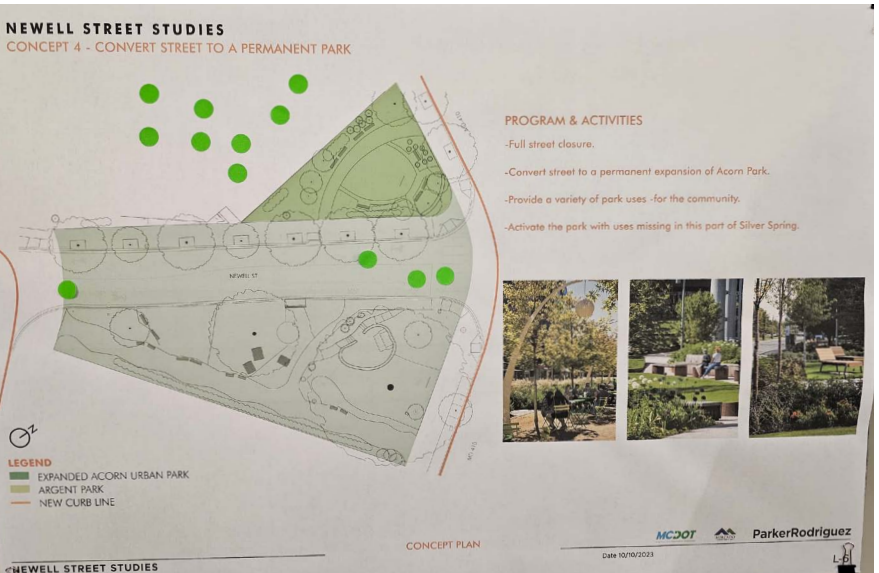 NEWELL STREET STUDIES
CONCEPT 4 - CONVERT STREET TO A PERMANENT PARK
PROGRAM & ACTIVITIES
-Full street closure.
-Convert street to a permanent expansion of Acorn Park.
-Provide a variety of park uses -for the community.
-Activate the park with uses missing in this part of Silver Spring.
NEWELL ST
N
LEGEND
EXPANDED ACORN URBAN PARK
ARGENT PARK
NEW CURB LINE
CONCEPT PLAN
MCDOT
ParkerRodriguez
Date 10/10/2023
NEWELL STREET STUDIES